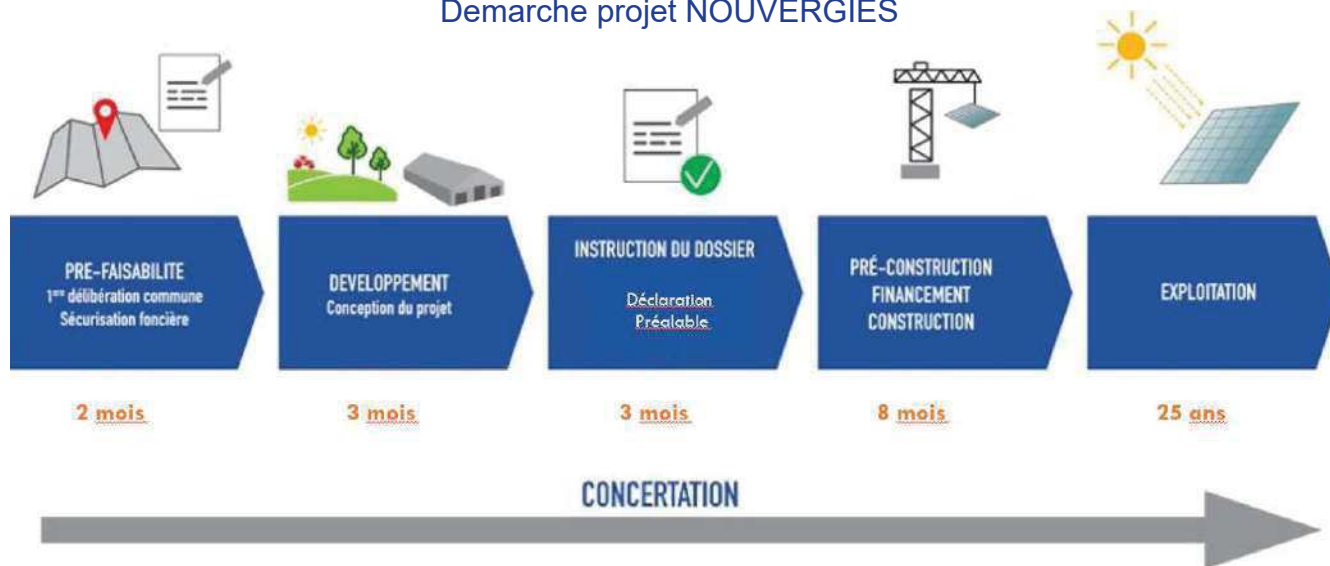 Demarche projet NOUVERGIES
PRE-FAISABILITE
1ère délibération commune
Sécurisation foncière
DEVELOPPEMENT
Conception du projet
INSTRUCTION DU DOSSIER
Déclaration
Préalable
PRÉ-CONSTRUCTION
FINANCEMENT
CONSTRUCTION
EXPLOITATION
2 mois
3 mois
3 mois
8 mois
25 ans
CONCERTATION